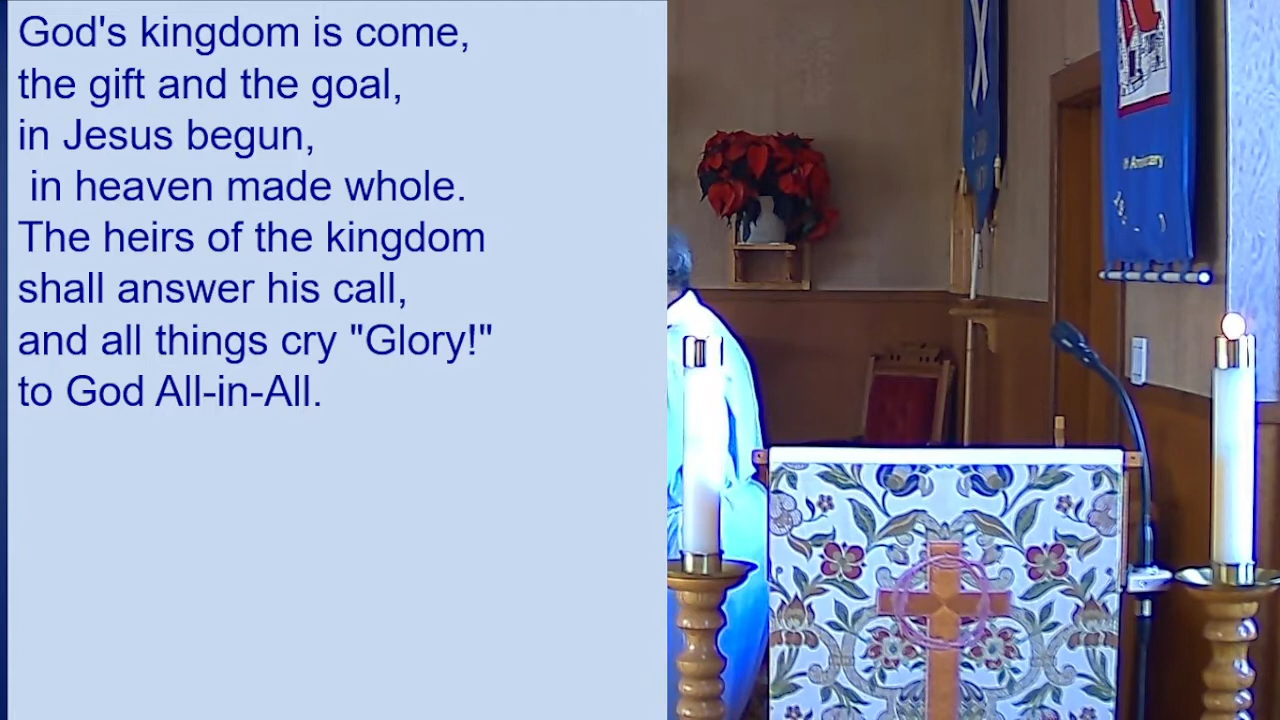 God's kingdom is come,
the gift and the goal,
in Jesus begun,
in heaven made whole.
The heirs of the kingdom
shall answer his call,
and all things cry "Glory!"
to God All-in-All.